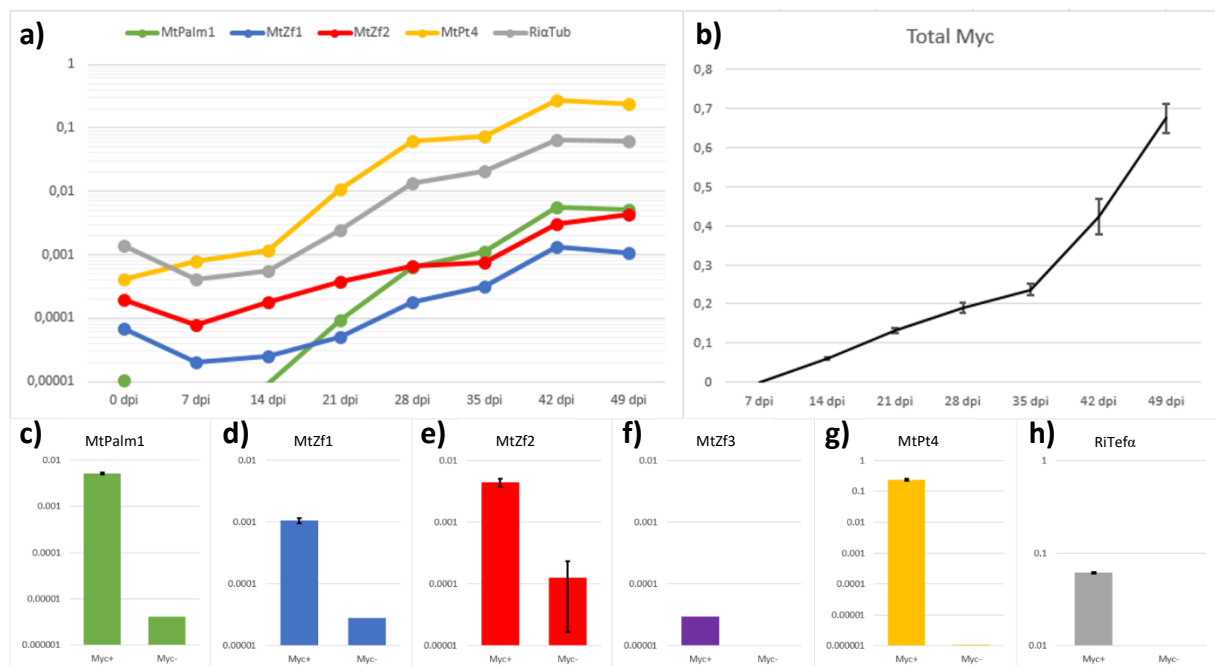 a)
MtPalm1 MtZf1 MtZf2 MtPt4 RiαTub
1
0,1
0,01
0,001
0,0001
0,00001
0 dpi 7 dpi 14 dpi 21 dpi 28 dpi 35 dpi 42 dpi 49 dpi
b)
Total Myc
0,8
0,7
0,6
0,5
0,4
0,3
0,2
0,1
0
7 dpi 14 dpi 21 dpi 28 dpi 35 dpi 42 dpi 49 dpi
c)
MtPalm1
0.01
0.001
0.0001
0.00001
0.000001
Myc+ Myc-
d)
MtZf1
0.01
0.001
0.0001
0.00001
Myc+ Myc-
e)
MtZf2
0.01
0.001
0.0001
0.00001
Myc+ Myc-
f)
MtZf3
0.01
0.001
0.0001
0.00001
Myc+ Myc-
g)
MtPt4
1
0.1
0.01
0.001
0.0001
0.00001
0.000001
Myc+ Myc-
h)
RiTefα
1
0.1
0.01
Myc+ Myc-